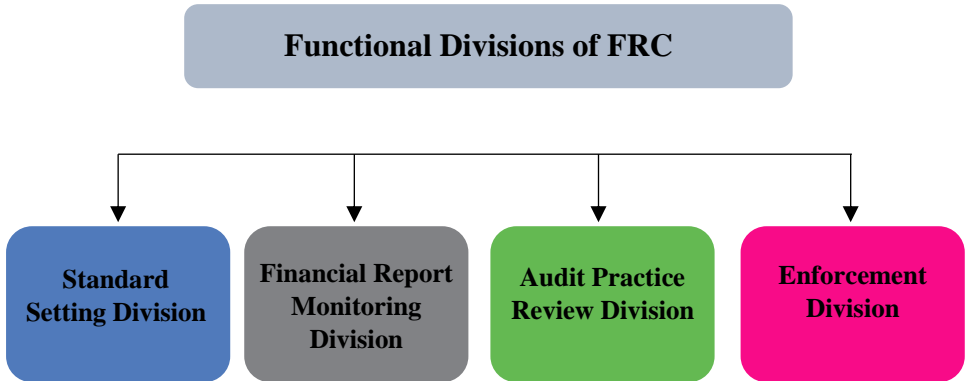 Functional Divisions of FRC
Standard
Setting Division
Financial Report
Monitoring
Division
Audit Practice
Review Division
Enforcement
Division